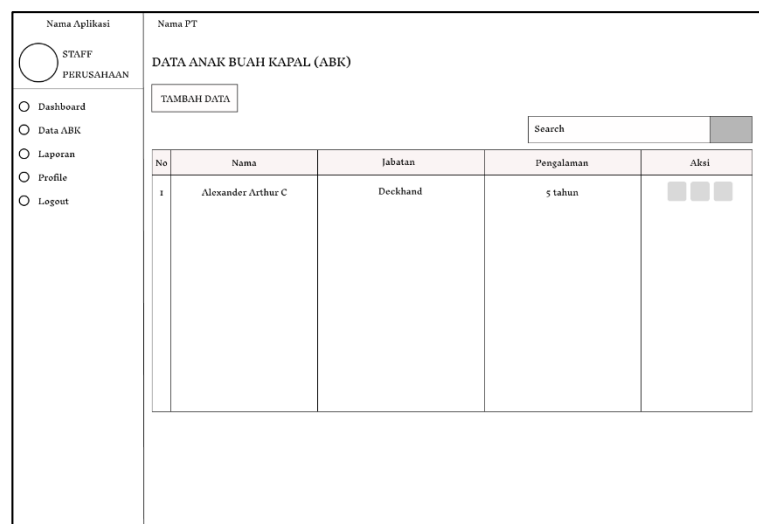 Nama Aplikasi
STAFF
PERUSAHAAN
Dashboard
Data ABK
Laporan
Profile
Logout
Nama PT
DATA ANAK BUAH KAPAL (ABK)
TAMBAH DATA
Search
No Nama Jabatan Pengalaman Aksi
1 Alexander Arthur C Deckhand 5 tahun